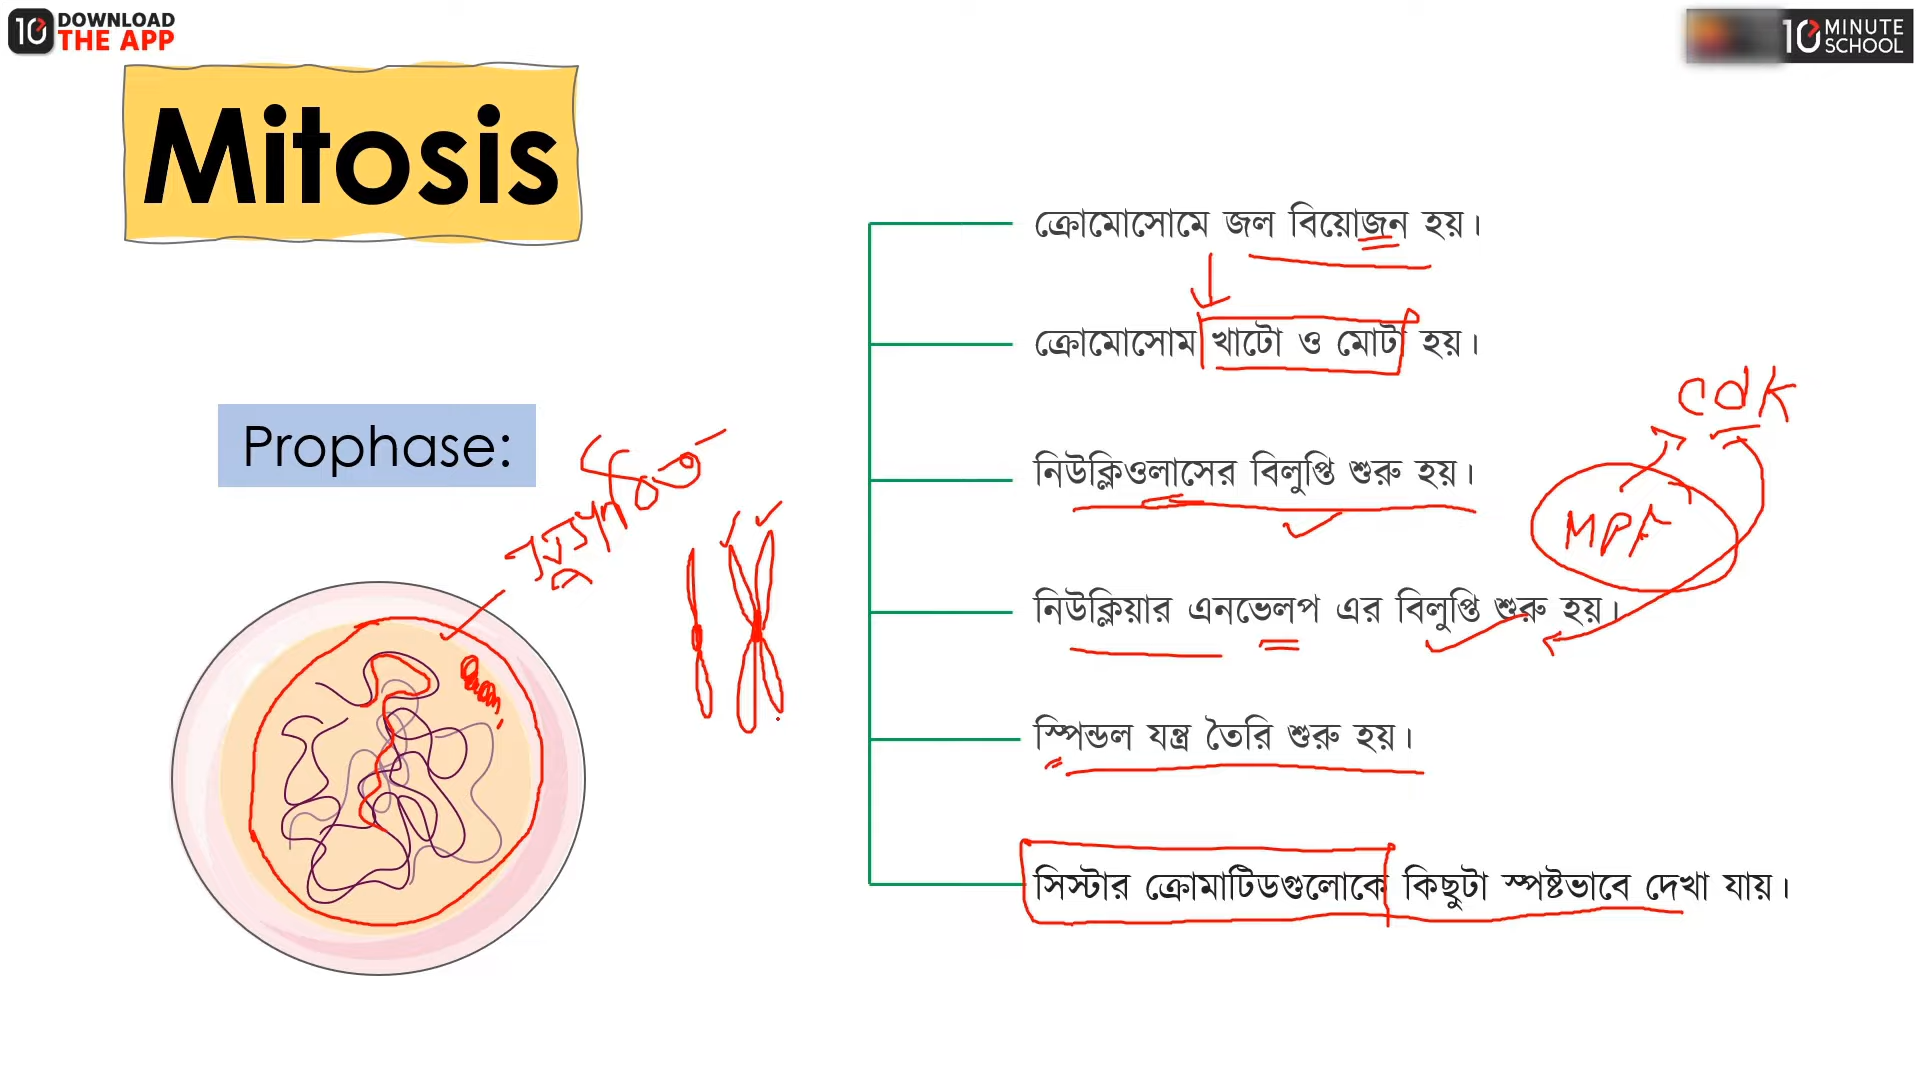 10 DOWNLOAD
THE APP
10 MINUTE
SCHOOL
Mitosis
ক্রোমোসোমে জল বিয়োজন হয়।
ক্রোমোসোম খাটো ও মোটা হয়।
cdk
Prophase:
নিউক্লিওলাসের বিলুপ্তি শুরু হয়।
MPF
নিউক্লিয়ার এনভেলপ এর বিলুপ্তি শুরু হয়।
স্পিন্ডল যন্ত্র তৈরি শুরু হয়।
সিস্টার ক্রোমাটিডগুলোকে কিছুটা স্পষ্টভাবে দেখা যায়।